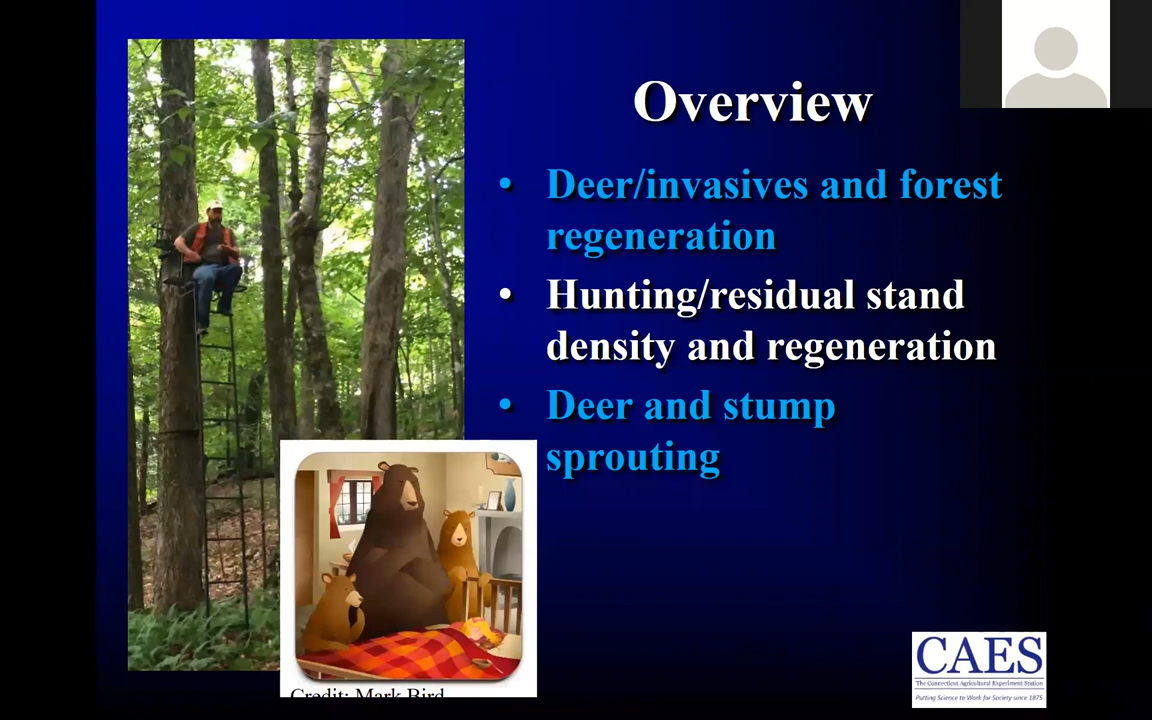 Overview
• Deer/invasives and forest
regeneration
• Hunting/residual stand
density and regeneration
• Deer and stump
sprouting
Credit: Mark Bird
CAES
The Connecticut Agricultural Experiment Station
Putting Science to Work for Society since 1875